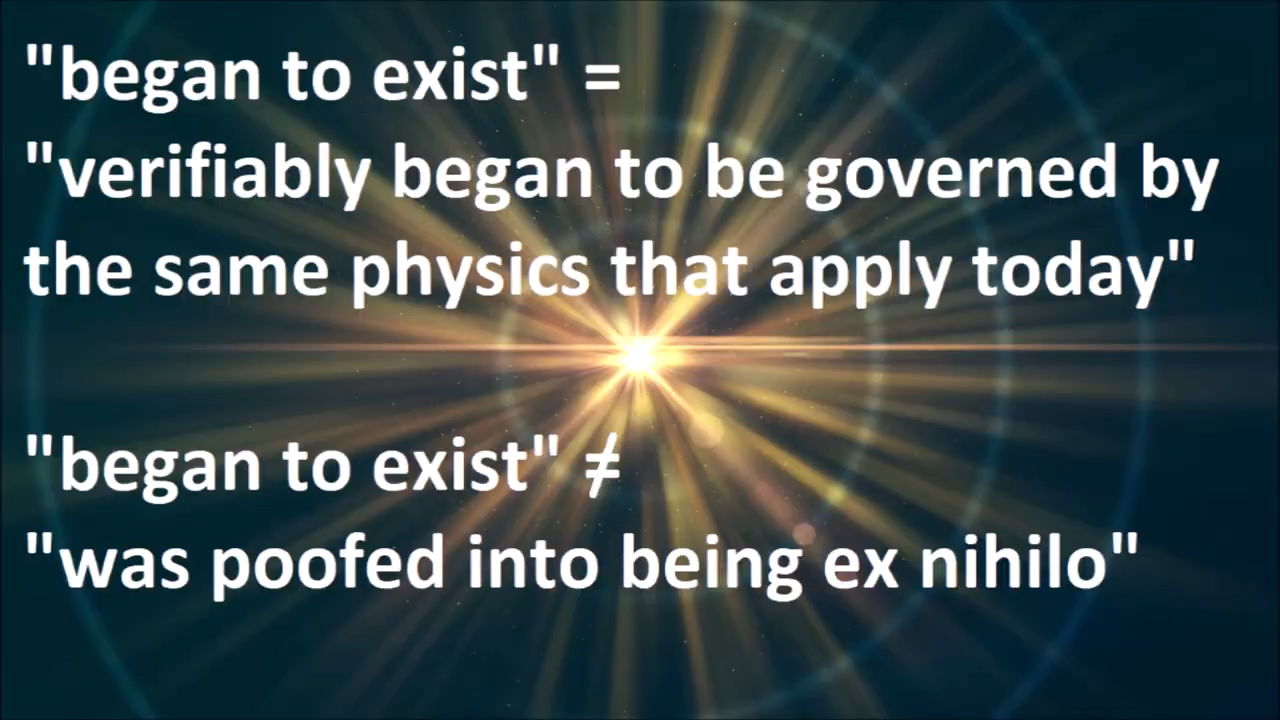 "began to exist" =
"verifiably began to be governed by
the same physics that apply today"
"began to exist" ≠
"was poofed into being ex nihilo"